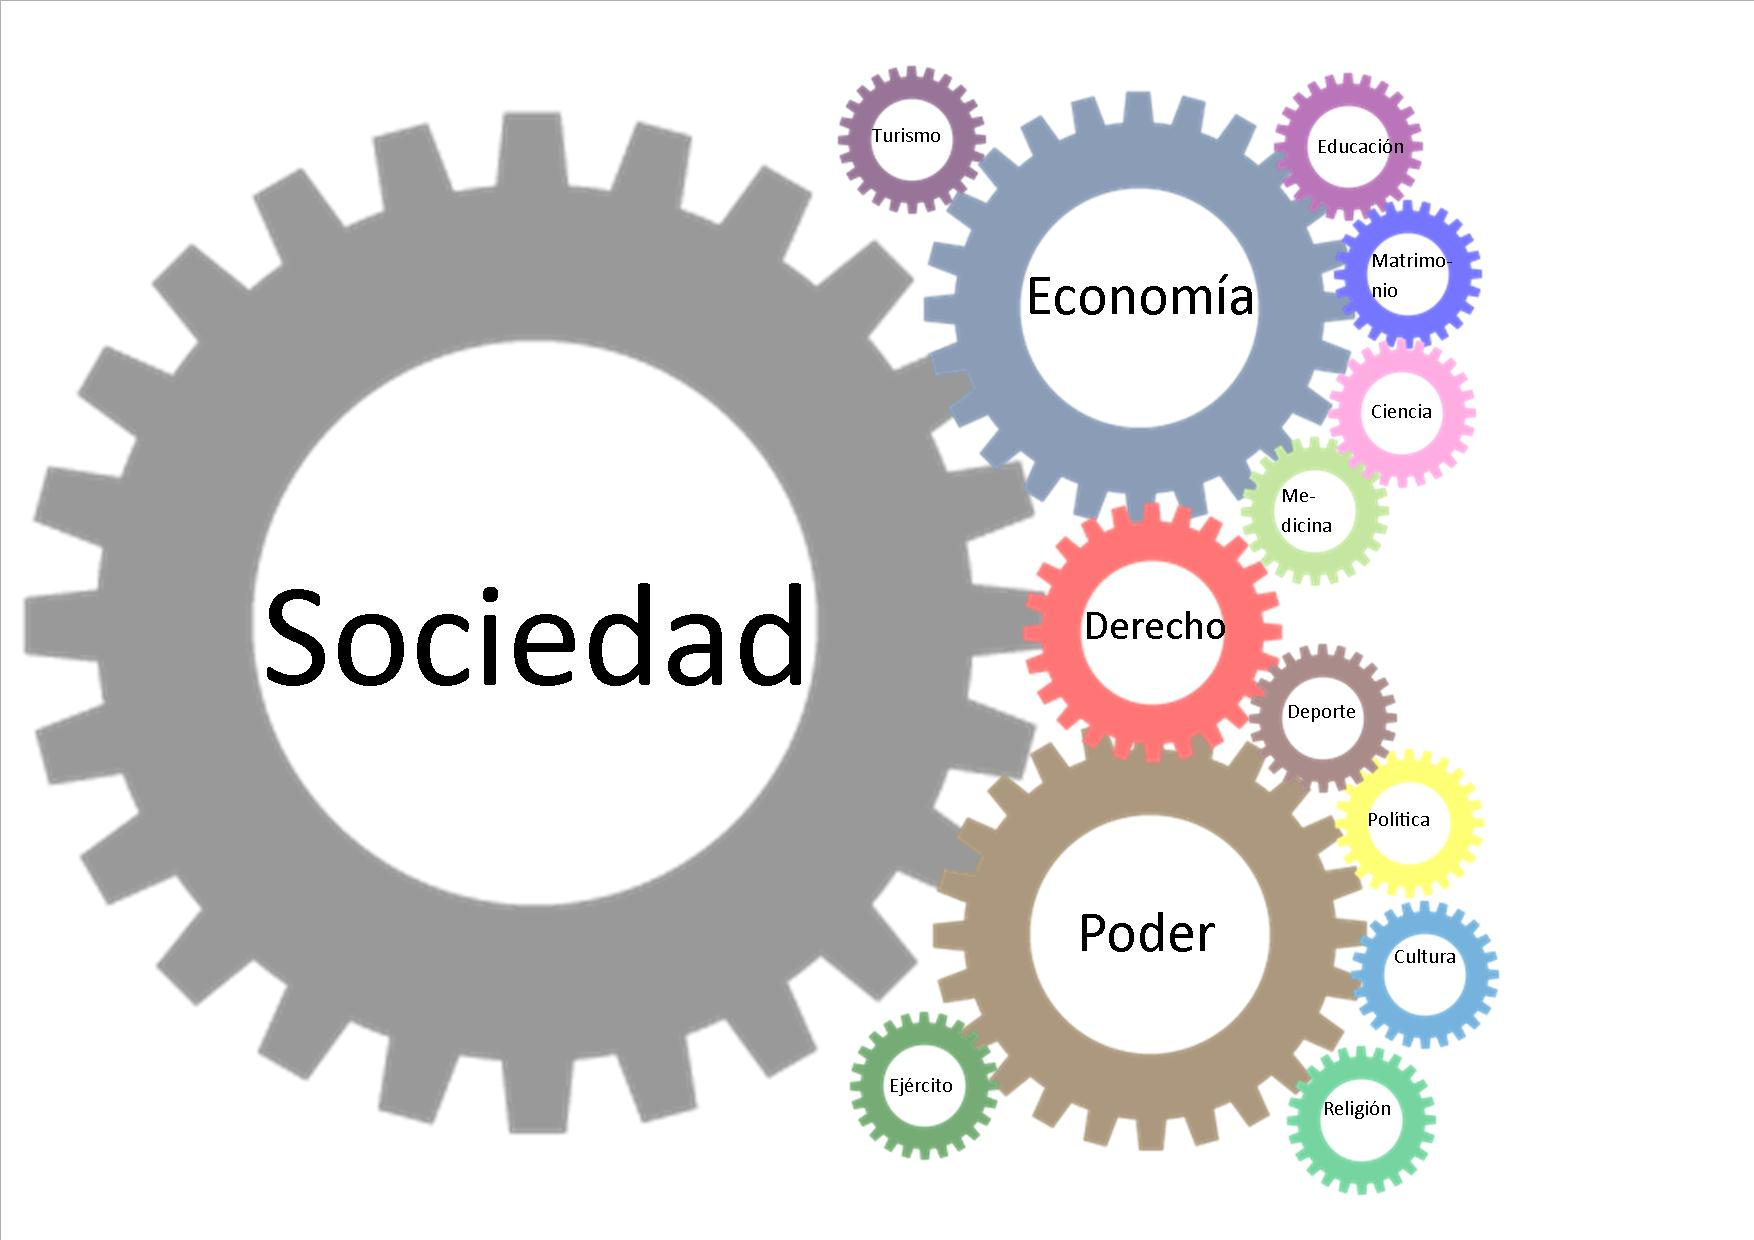 Turismo
Educación
Economía
Matrimo-
nio
Ciencia
Me-
dicina
Sociedad
Derecho
Deporte
Política
Poder
Cultura
Ejército
Religión